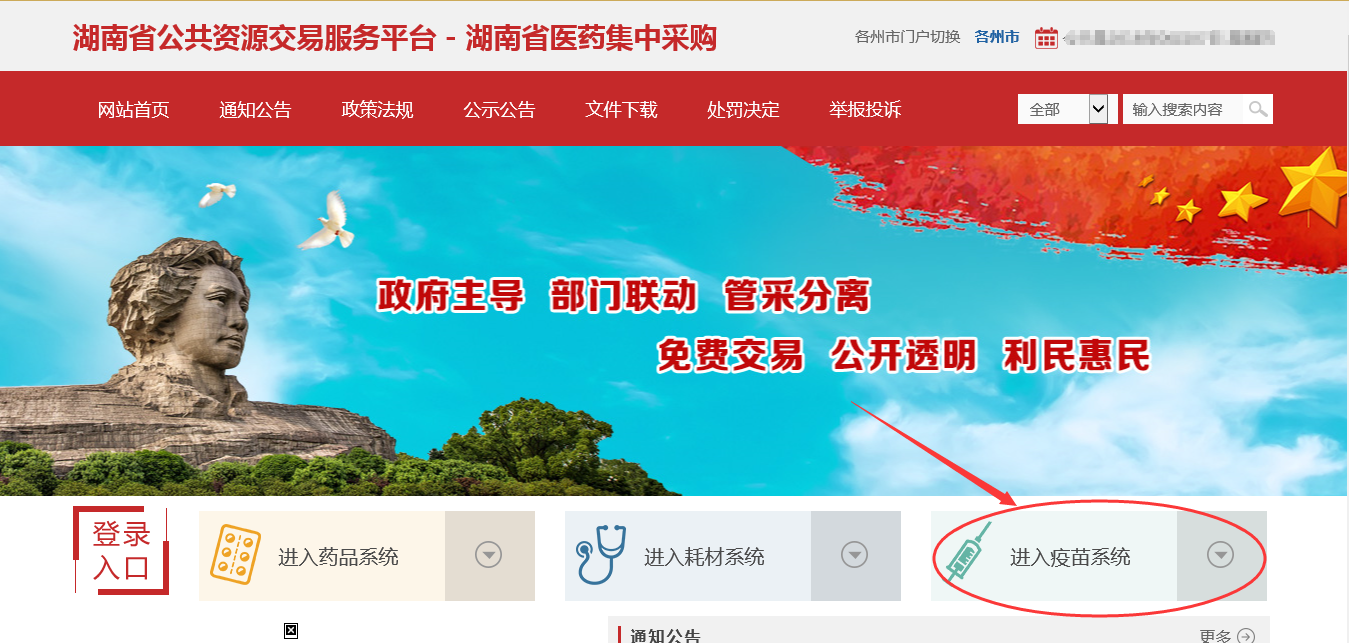 湖南省公共资源交易服务平台 - 湖南省医药集中采购
各州市门户切换 各州市
网站首页 通知公告 政策法规 公示公告 文件下载 处罚决定 举报投诉 全部 输入搜索内容
政府主导 部门联动 管采分离
免费交易 公开透明 利民惠民
登录
入口
进入药品系统 进入耗材系统 进入疫苗系统
通知公告 更多